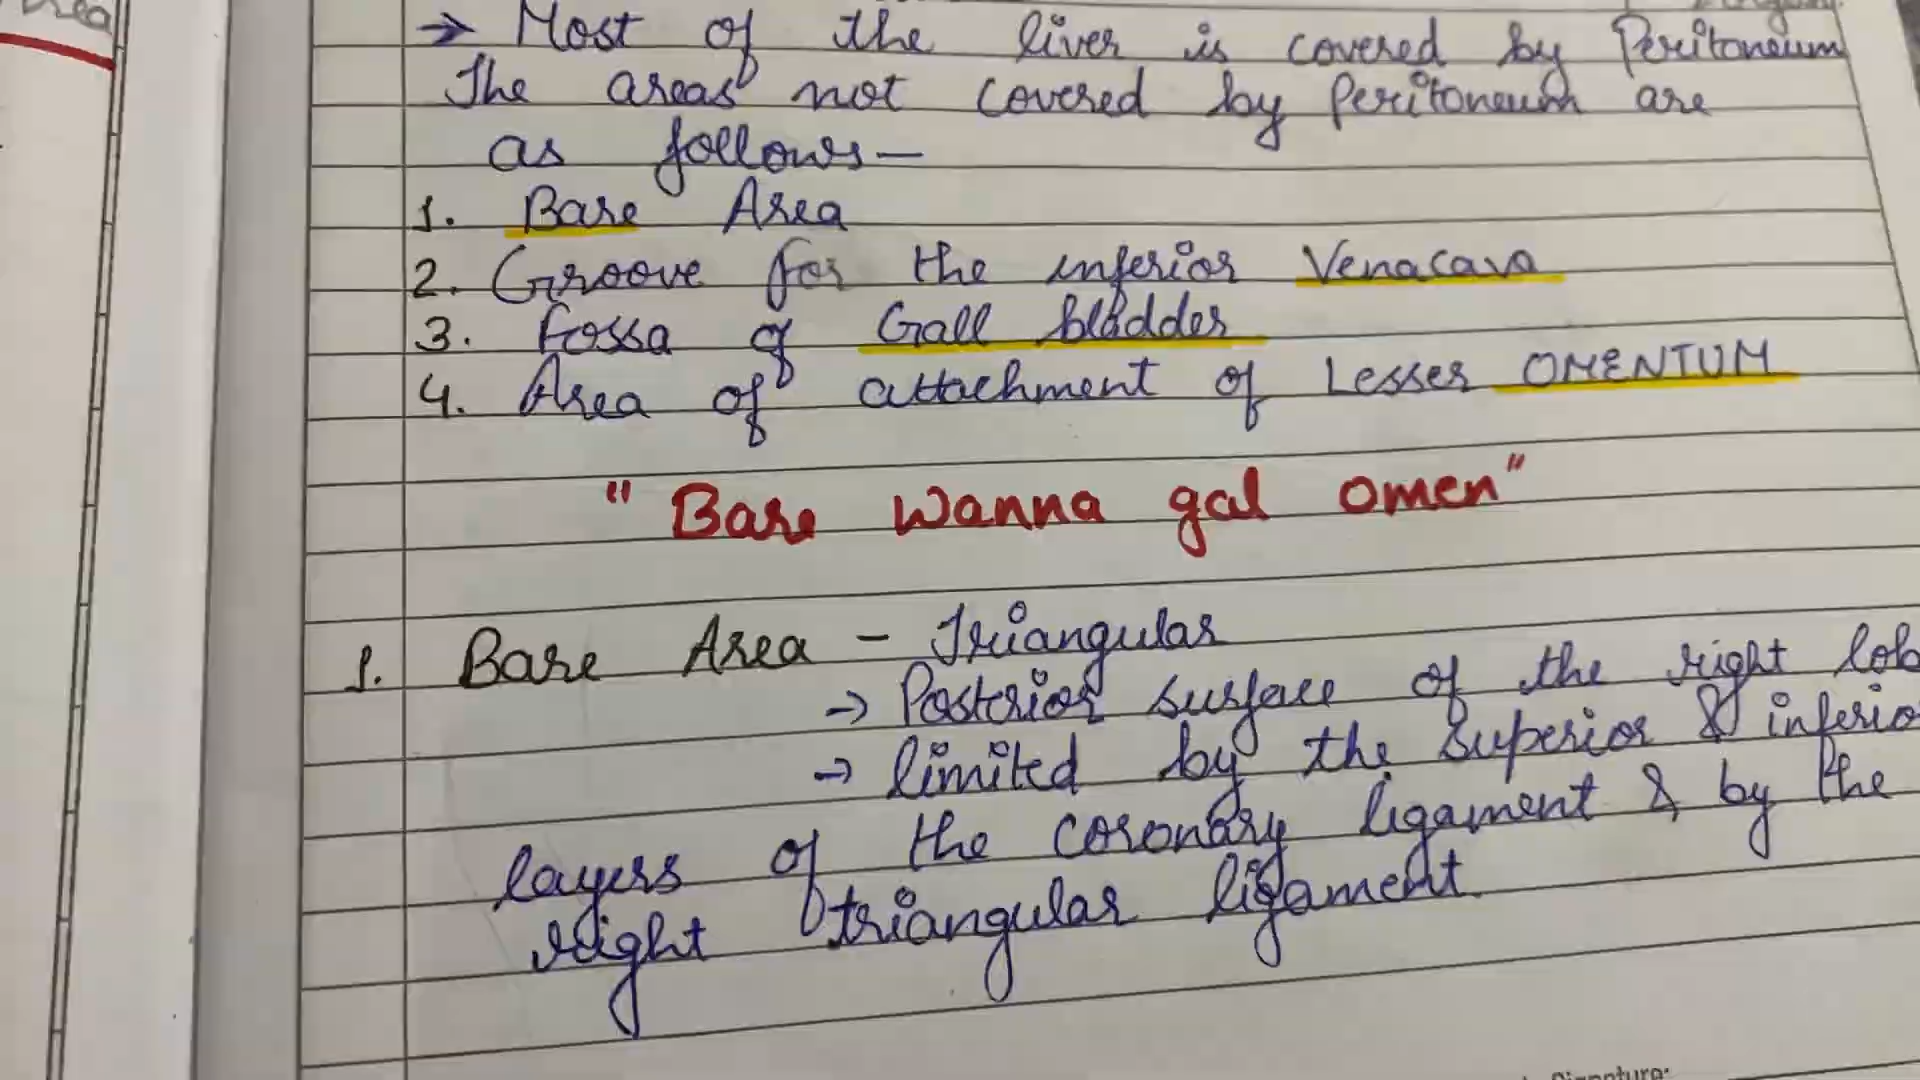 → Most of the liver is covered by Peritoneum
The areas not covered by Peritoneum are
as follows —
1. Bare Area
2. Groove for the inferior Venacava
3. Fossa of Gall bladder
4. Area of attachment of Lesser OMENTUM
"Bare wanna gal omen"
1. Bare Area - Triangular
→ Posterior surface of the right lob
→ limited by the Superior & inferio
layers of the coronary ligament & by the
right triangular ligament